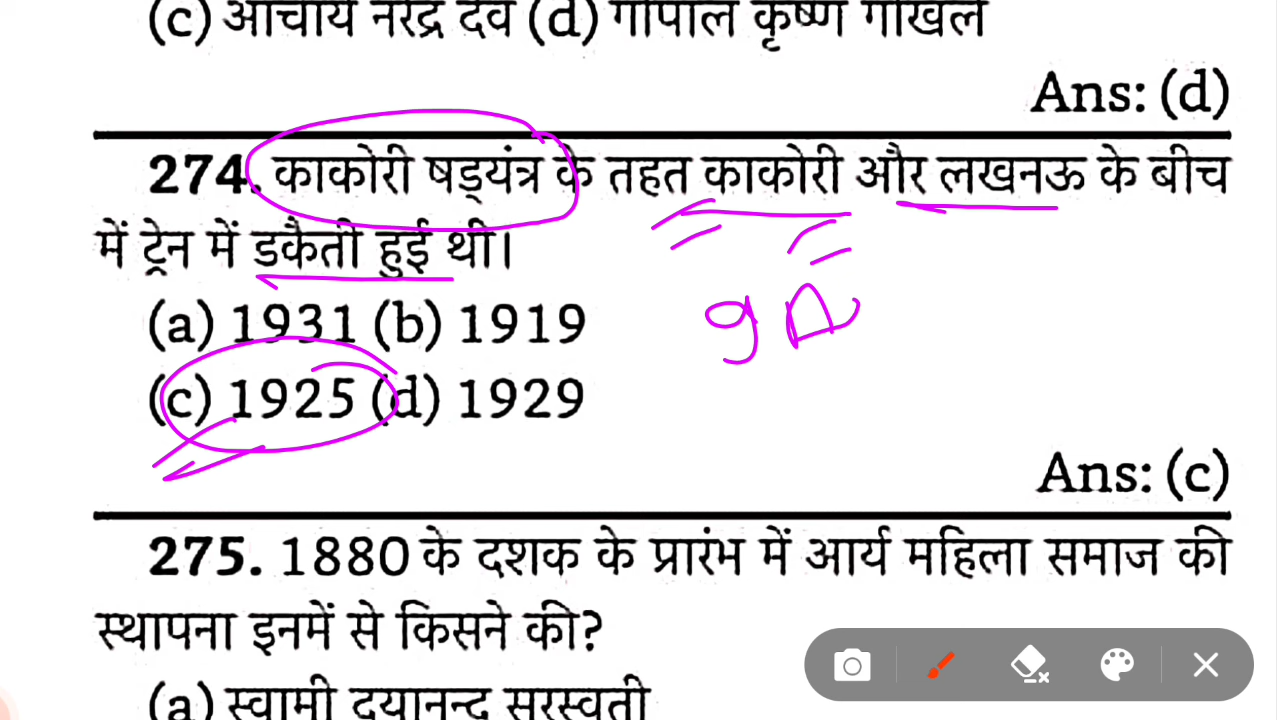 (c) आचार्य नरेंद्र देव (d) गोपाल कृष्ण गोखले
Ans: (d)
274. काकोरी षड्यंत्र के तहत काकोरी और लखनऊ के बीच
में ट्रेन में डकैती हुई थी।
(a) 1931 (b) 1919
(c) 1925 (d) 1929
Ans: (c)
275. 1880 के दशक के प्रारंभ में आर्य महिला समाज की
स्थापना इनमें से किसने की?
(a) स्वामी दयानन्द सरस्वती